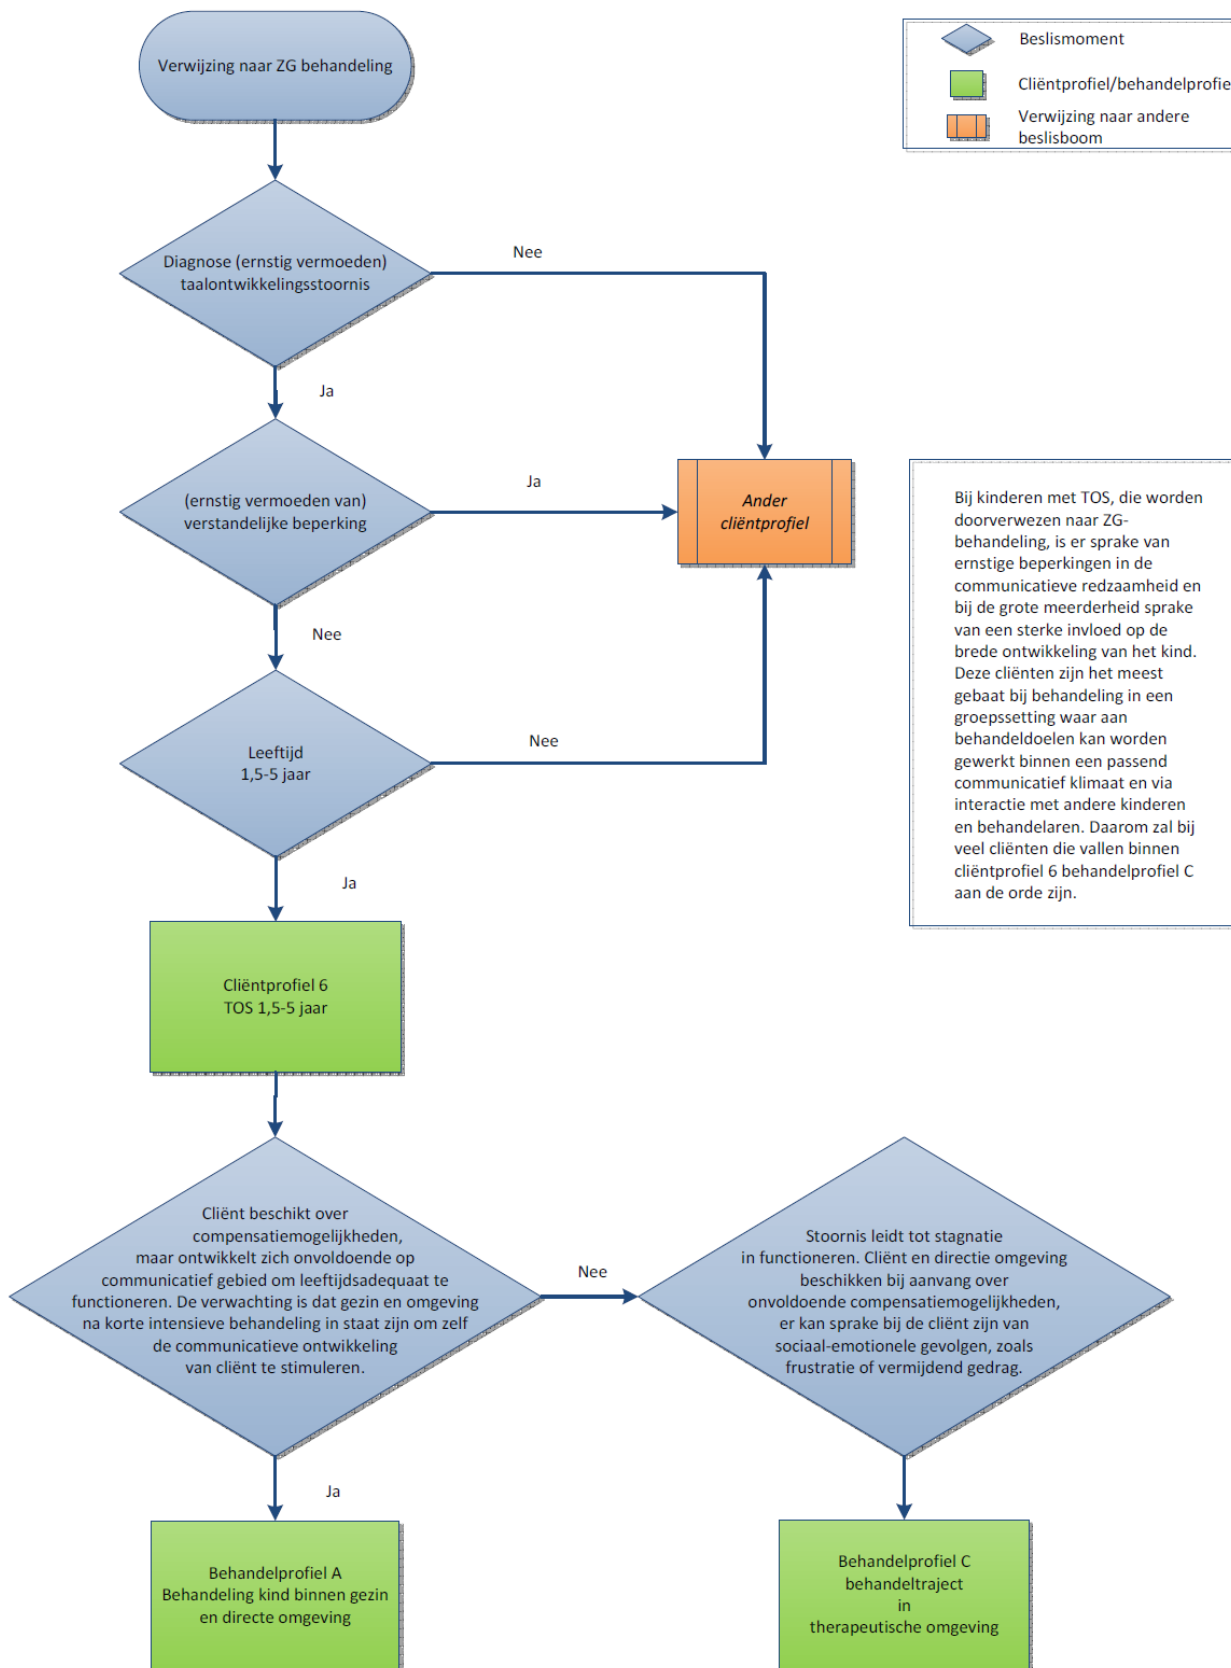 Verwijzing naar ZG behandeling
Beslismoment
Cliëntprofiel/behandelprofiel
Verwijzing naar andere
beslisboom
Diagnose (ernstig vermoeden)
taalontwikkelingsstoornis
Nee
Ja
(ernstig vermoeden van)
verstandelijke beperking
Ja
Ander
cliëntprofiel
Nee
Leeftijd
1,5-5 jaar
Nee
Ja
Bij kinderen met TOS, die worden
doorverwezen naar ZG-
behandeling, is er sprake van
ernstige beperkingen in de
communicatieve redzaamheid en
bij de grote meerderheid sprake
van een sterke invloed op de
brede ontwikkeling van het kind.
Deze cliënten zijn het meest
gebaat bij behandeling in een
groepssetting waar aan
behandeldoelen kan worden
gewerkt binnen een passend
communicatief klimaat en via
interactie met andere kinderen
en behandelaren. Daarom zal bij
veel cliënten die vallen binnen
cliëntprofiel 6 behandelprofiel C
aan de orde zijn.
Cliëntprofiel 6
TOS 1,5-5 jaar
Cliënt beschikt over
compensatiemogelijkheden,
maar ontwikkelt zich onvoldoende op
communicatief gebied om leeftijdsadequaat te
functioneren. De verwachting is dat gezin en omgeving
na korte intensieve behandeling in staat zijn om zelf
de communicatieve ontwikkeling
van cliënt te stimuleren.
Nee
Stoornis leidt tot stagnatie
in functioneren. Cliënt en directie omgeving
beschikken bij aanvang over
onvoldoende compensatiemogelijkheden,
er kan sprake bij de cliënt zijn van
sociaal-emotionele gevolgen, zoals
frustratie of vermijdend gedrag.
Ja
Behandelprofiel A
Behandeling kind binnen gezin
en directe omgeving
Behandelprofiel C
behandeltraject
in
therapeutische omgeving